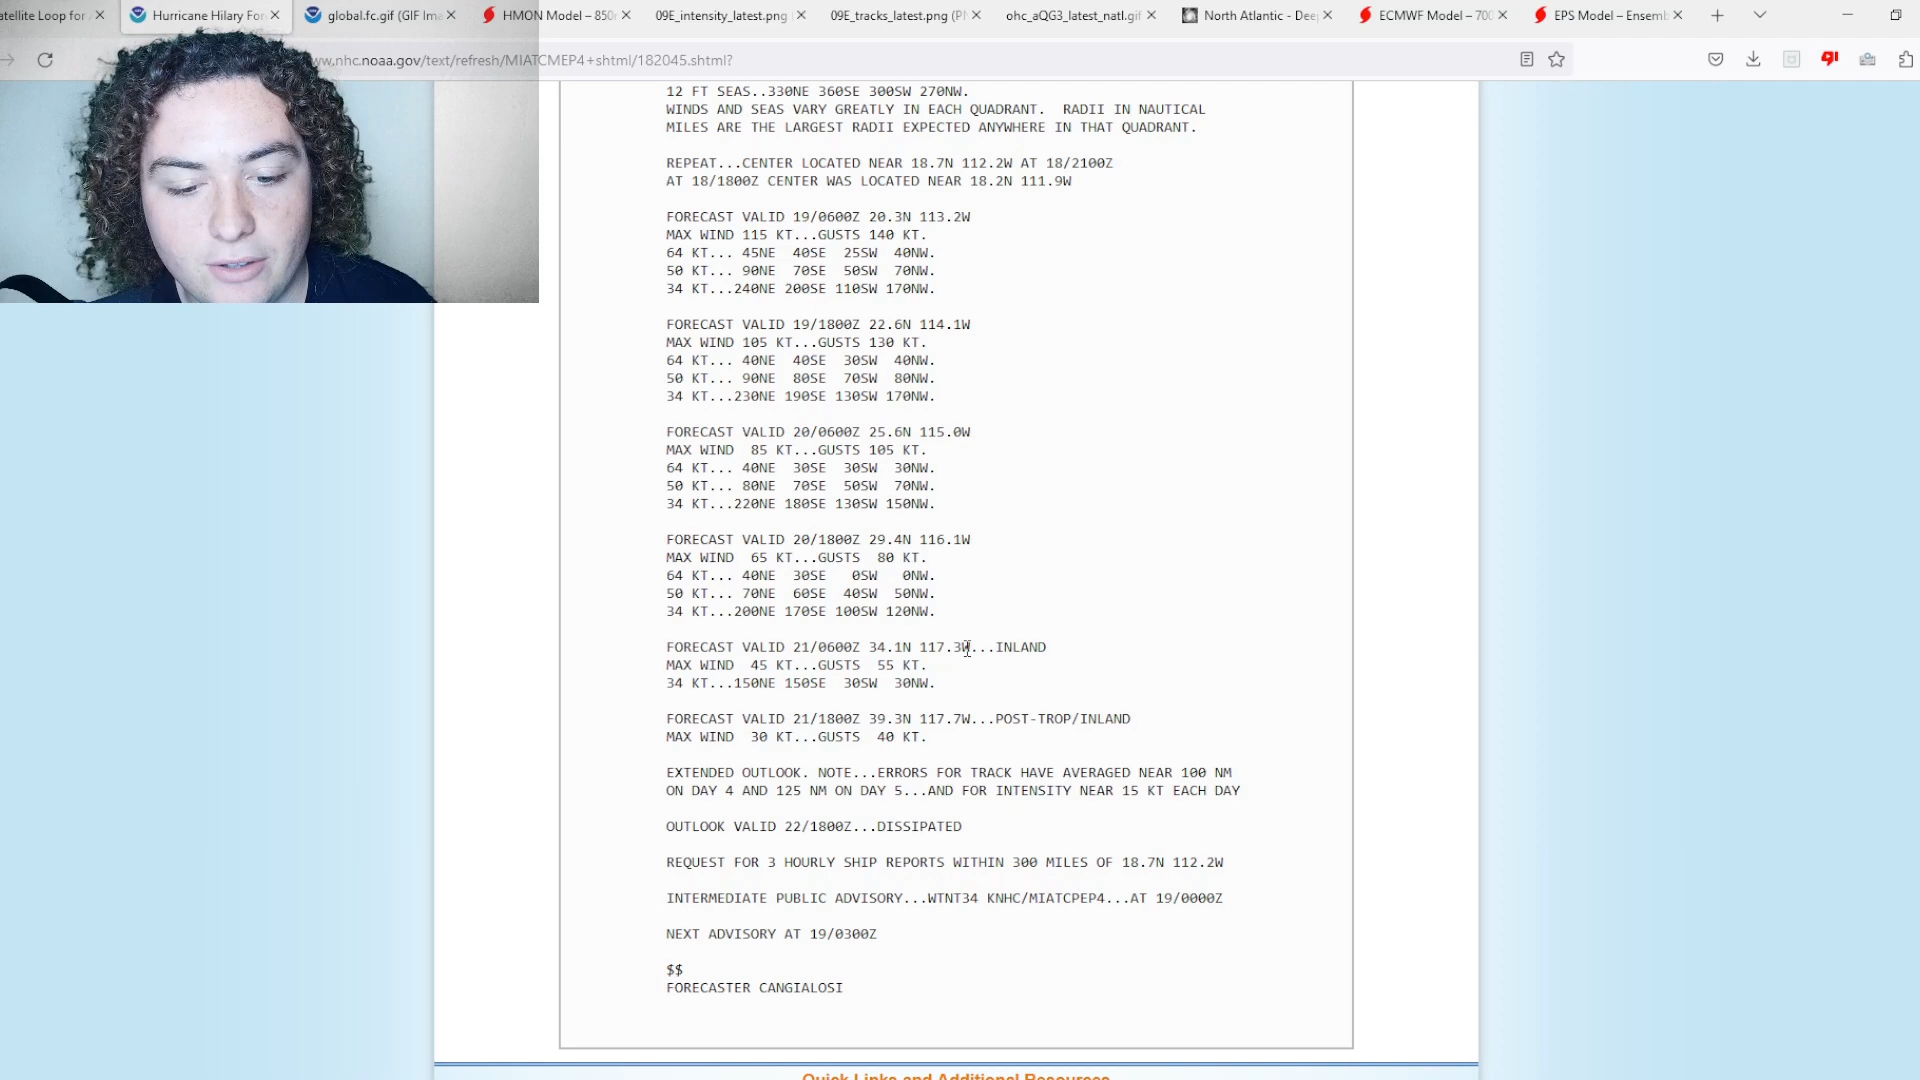 atellite Loop for
Hurricane Hilary For
global.fc.gif (GIF Ima
HMON Model – 850
09E_intensity_latest.png
09E_tracks_latest.png (PN
ohc_aQG3_latest_natl.gif
North Atlantic - Deep
ECMWF Model – 700
EPS Model – Ensemb
www.nhc.noaa.gov/text/refresh/MIATCMEP4+shtml/182045.shtml?
12 FT SEAS..330NE 360SE 300SW 270NW.
WINDS AND SEAS VARY GREATLY IN EACH QUADRANT.  RADII IN NAUTICAL
MILES ARE THE LARGEST RADII EXPECTED ANYWHERE IN THAT QUADRANT.
REPEAT...CENTER LOCATED NEAR 18.7N 112.2W AT 18/2100Z
AT 18/1800Z CENTER WAS LOCATED NEAR 18.2N 111.9W
FORECAST VALID 19/0600Z 20.3N 113.2W
MAX WIND 115 KT...GUSTS 140 KT.
64 KT... 45NE  40SE  25SW  40NW.
50 KT... 90NE  70SE  50SW  70NW.
34 KT...240NE 200SE 110SW 170NW.
FORECAST VALID 19/1800Z 22.6N 114.1W
MAX WIND 105 KT...GUSTS 130 KT.
64 KT... 40NE  40SE  30SW  40NW.
50 KT... 90NE  80SE  70SW  80NW.
34 KT...230NE 190SE 130SW 170NW.
FORECAST VALID 20/0600Z 25.6N 115.0W
MAX WIND  85 KT...GUSTS 105 KT.
64 KT... 40NE  30SE  30SW  30NW.
50 KT... 80NE  70SE  50SW  70NW.
34 KT...220NE 180SE 130SW 150NW.
FORECAST VALID 20/1800Z 29.4N 116.1W
MAX WIND  65 KT...GUSTS  80 KT.
64 KT... 40NE  30SE   0SW   0NW.
50 KT... 70NE  60SE  40SW  50NW.
34 KT...200NE 170SE 100SW 120NW.
FORECAST VALID 21/0600Z 34.1N 117.3W...INLAND
MAX WIND  45 KT...GUSTS  55 KT.
34 KT...150NE 150SE  30SW  30NW.
FORECAST VALID 21/1800Z 39.3N 117.7W...POST-TROP/INLAND
MAX WIND  30 KT...GUSTS  40 KT.
EXTENDED OUTLOOK. NOTE...ERRORS FOR TRACK HAVE AVERAGED NEAR 100 NM
ON DAY 4 AND 125 NM ON DAY 5...AND FOR INTENSITY NEAR 15 KT EACH DAY
OUTLOOK VALID 22/1800Z...DISSIPATED
REQUEST FOR 3 HOURLY SHIP REPORTS WITHIN 300 MILES OF 18.7N 112.2W
INTERMEDIATE PUBLIC ADVISORY...WTNT34 KNHC/MIATCPEP4...AT 19/0000Z
NEXT ADVISORY AT 19/0300Z
$$
FORECASTER CANGIALOSI
Quick Links and Additional Resources